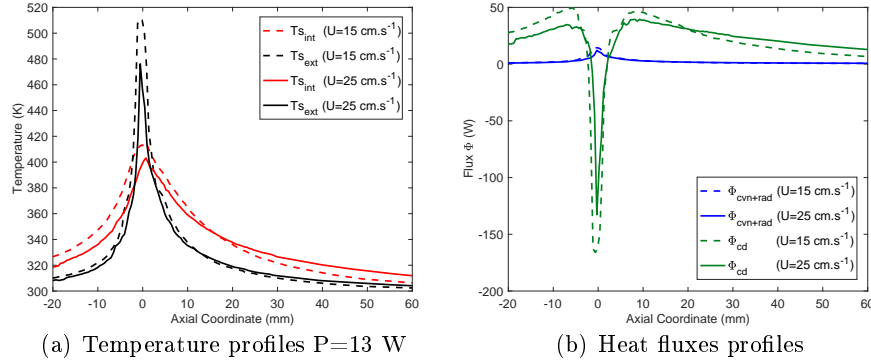 520
500
480
460
440
420
400
380
360
340
320
300
-20 -10 0 10 20 30 40 50 60
Temperature (K)
Axial Coordinate (mm)
Ts_int (U=15 cm.s⁻¹)
Ts_ext (U=15 cm.s⁻¹)
Ts_int (U=25 cm.s⁻¹)
Ts_ext (U=25 cm.s⁻¹)
(a) Temperature profiles P=13 W
50
0
-50
-100
-150
-200
-20 -10 0 10 20 30 40 50 60
Flux Φ (W)
Axial Coordinate (mm)
Φ_cvn+rad (U=15 cm.s⁻¹)
Φ_cvn+rad (U=25 cm.s⁻¹)
Φ_cd (U=15 cm.s⁻¹)
Φ_cd (U=25 cm.s⁻¹)
(b) Heat fluxes profiles